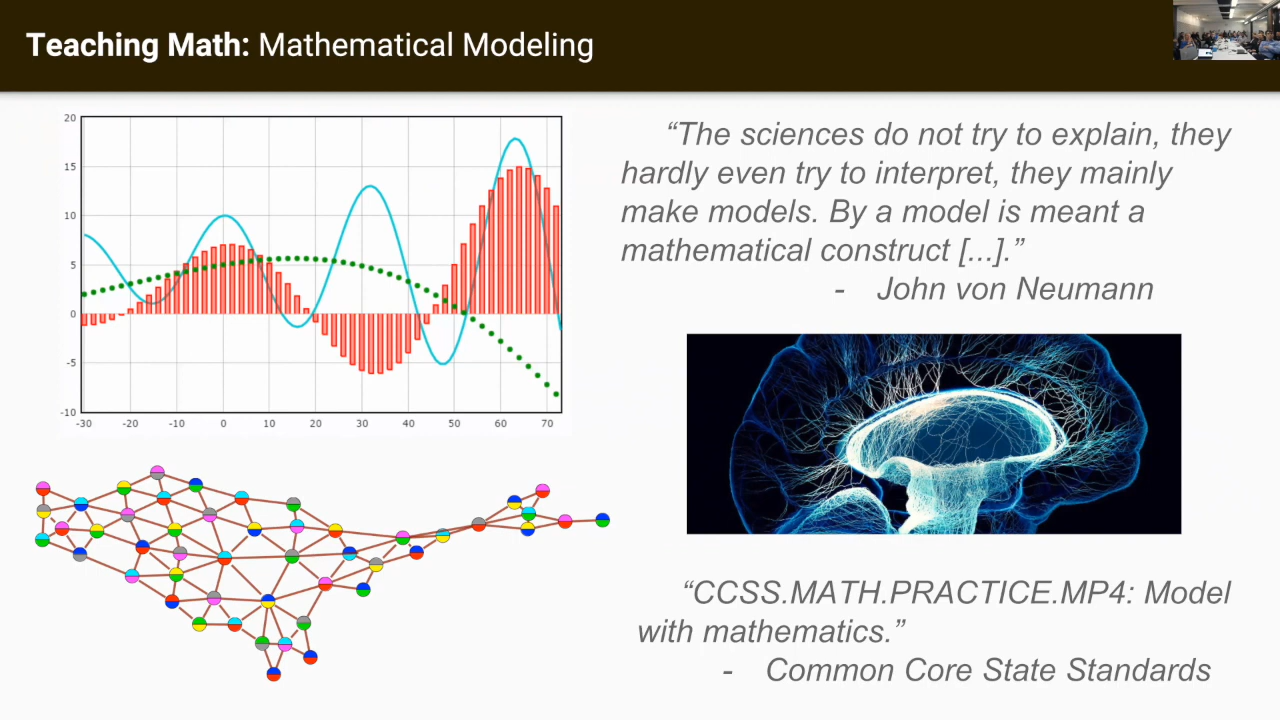 Teaching Math: Mathematical Modeling
20
15
10
5
0
-5
-10
-30 -20 -10 0 10 20 30 40 50 60 70
“The sciences do not try to explain, they
hardly even try to interpret, they mainly
make models. By a model is meant a
mathematical construct [...].”
- John von Neumann
“CCSS.MATH.PRACTICE.MP4: Model
with mathematics.”
- Common Core State Standards